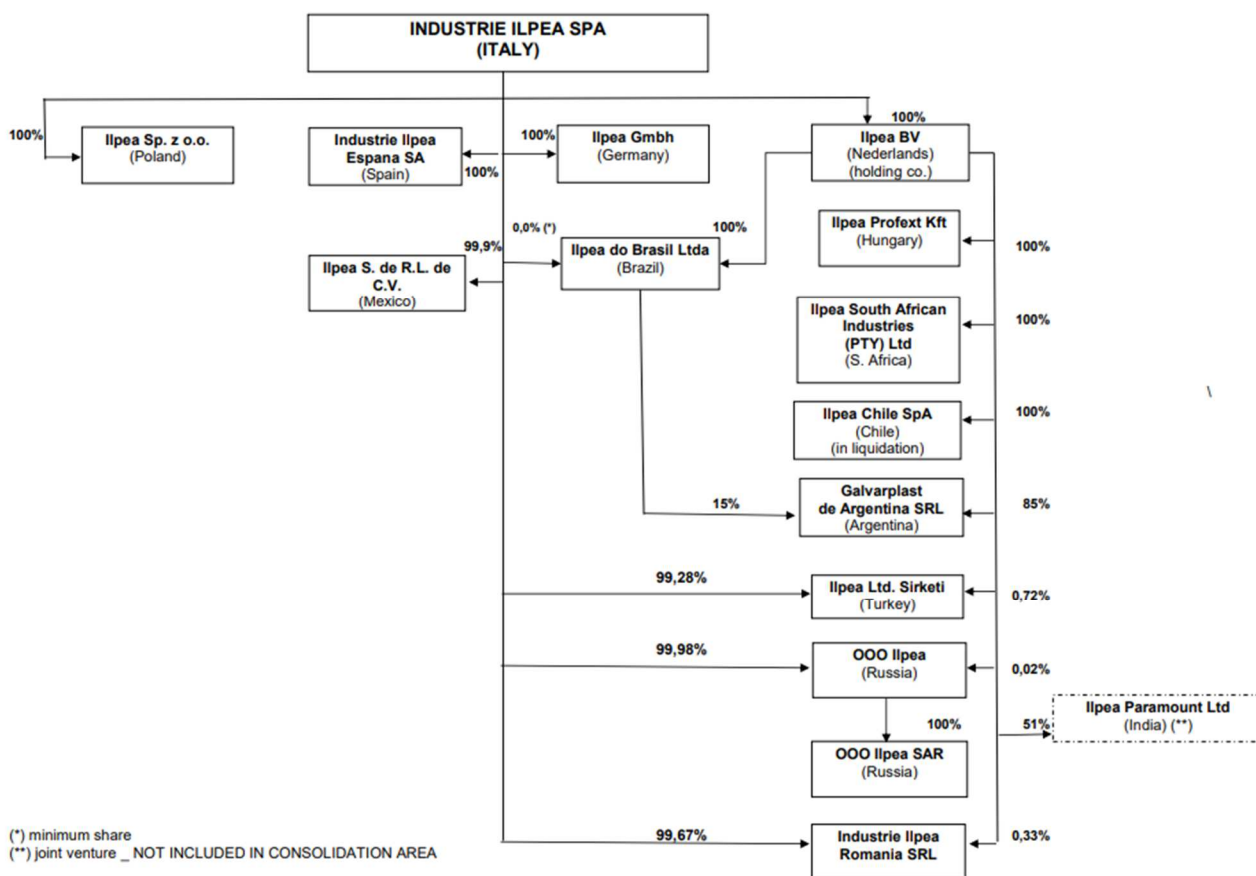 INDUSTRIE ILPEA SPA
(ITALY)
100%
Ilpea Sp. z o.o.
(Poland)
Industrie Ilpea
Espana SA
(Spain)
100%
100%
Ilpea Gmbh
(Germany)
100%
Ilpea BV
(Nederlands)
(holding co.)
99,9%
Ilpea S. de R.L. de
C.V.
(Mexico)
0,0% (*)
Ilpea do Brasil Ltda
(Brazil)
100%
Ilpea Profext Kft
(Hungary)
100%
Ilpea South African
Industries
(PTY) Ltd
(S. Africa)
100%
\
Ilpea Chile SpA
(Chile)
(in liquidation)
100%
15%
Galvarplast
de Argentina SRL
(Argentina)
85%
99,28%
Ilpea Ltd. Sirketi
(Turkey)
0,72%
99,98%
OOO Ilpea
(Russia)
0,02%
100%
51%
Ilpea Paramount Ltd
(India) (**)
OOO Ilpea SAR
(Russia)
99,67%
Industrie Ilpea
Romania SRL
0,33%
(*) minimum share
(**) joint venture _ NOT INCLUDED IN CONSOLIDATION AREA